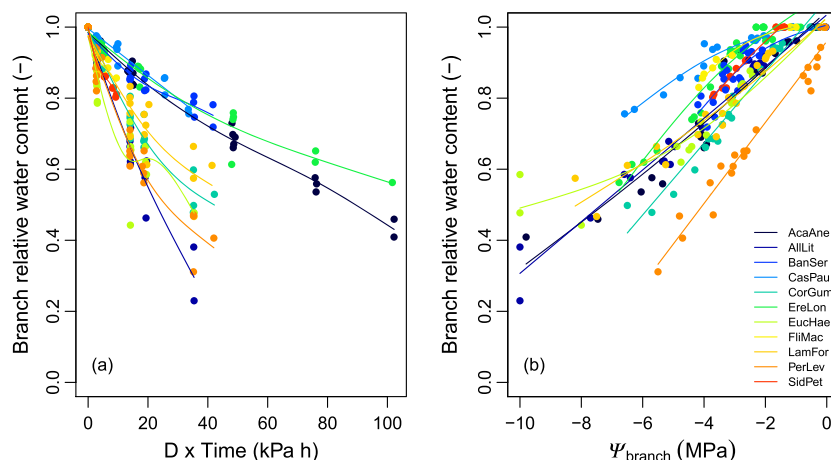 Branch relative water content (−)
1.0
0.8
0.6
0.4
0.2
0.0
(a)
0 20 40 60 80 100
D x Time (kPa h)
Branch relative water content (−)
1.0
0.8
0.6
0.4
0.2
0.0
AcaAne
AllLit
BanSer
CasPau
CorGum
EreLon
EucHae
FliMac
LamFor
PerLev
SidPet
(b)
−10 −8 −6 −4 −2 0
Ψbranch (MPa)